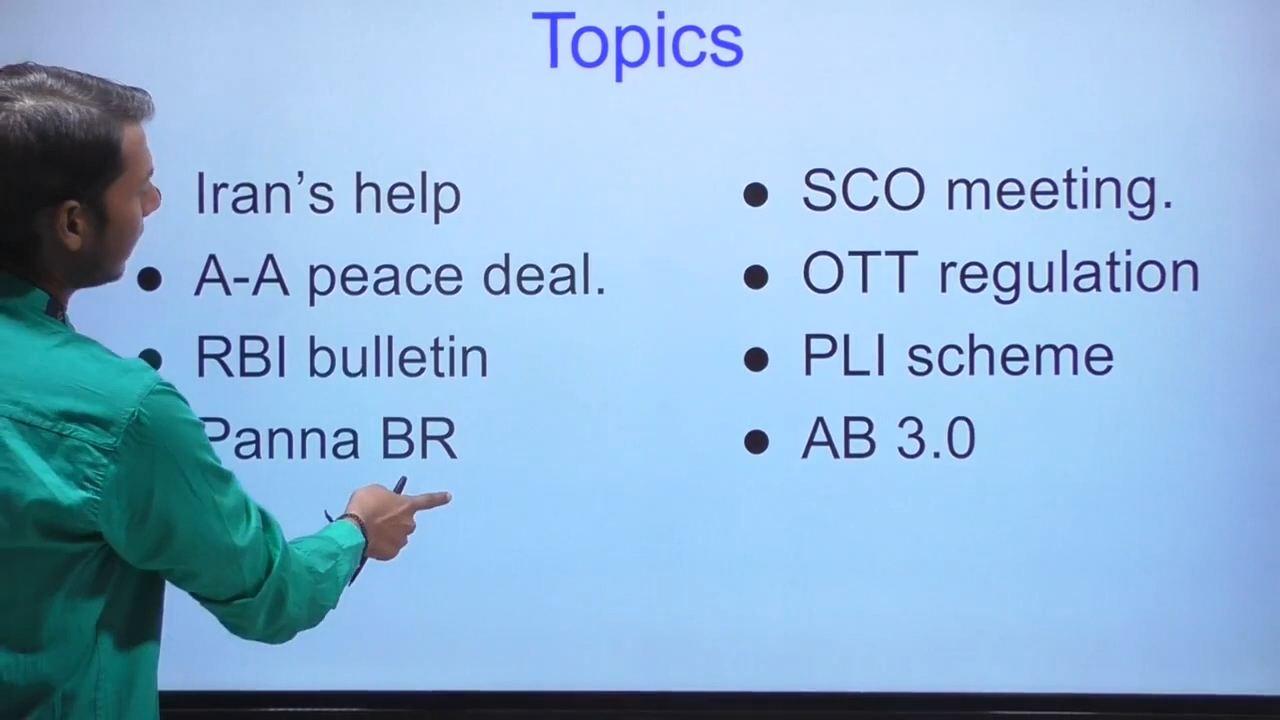 Topics
Iran's help
● A-A peace deal.
● RBI bulletin
Panna BR
● SCO meeting.
● OTT regulation
● PLI scheme
● AB 3.0